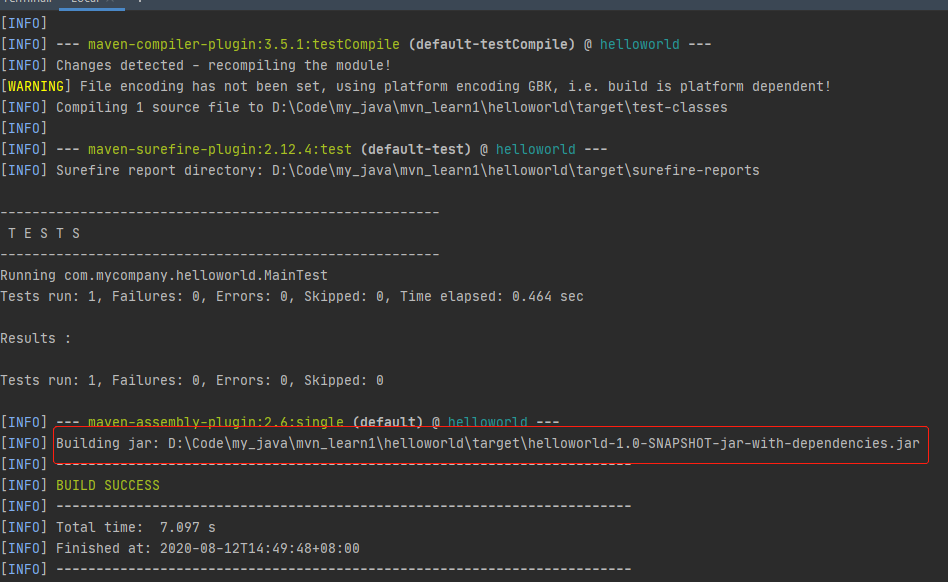 [INFO]
[INFO] --- maven-compiler-plugin:3.5.1:testCompile (default-testCompile) @ helloworld ---
[INFO] Changes detected - recompiling the module!
[WARNING] File encoding has not been set, using platform encoding GBK, i.e. build is platform dependent!
[INFO] Compiling 1 source file to D:\Code\my_java\mvn_learn1\helloworld\target\test-classes
[INFO]
[INFO] --- maven-surefire-plugin:2.12.4:test (default-test) @ helloworld ---
[INFO] Surefire report directory: D:\Code\my_java\mvn_learn1\helloworld\target\surefire-reports
-------------------------------------------------------
T E S T S
-------------------------------------------------------
Running com.mycompany.helloworld.MainTest
Tests run: 1, Failures: 0, Errors: 0, Skipped: 0, Time elapsed: 0.464 sec
Results :
Tests run: 1, Failures: 0, Errors: 0, Skipped: 0
[INFO] --- maven-assembly-plugin:2.6:single (default) @ helloworld ---
[INFO] Building jar: D:\Code\my_java\mvn_learn1\helloworld\target\helloworld-1.0-SNAPSHOT-jar-with-dependencies.jar
[INFO] ------------------------------------------------------------------------
[INFO] BUILD SUCCESS
[INFO] ------------------------------------------------------------------------
[INFO] Total time:  7.097 s
[INFO] Finished at: 2020-08-12T14:49:48+08:00
[INFO] ------------------------------------------------------------------------